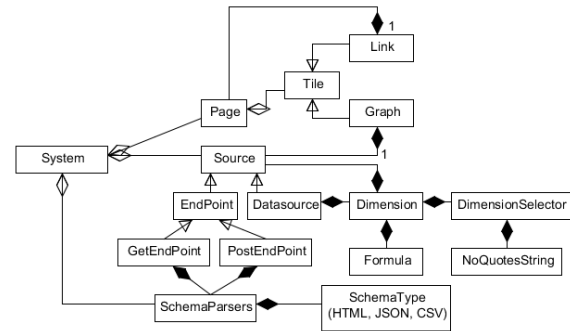 1
Link
Tile
Page
Graph
System
Source
1
EndPoint
Datasource
Dimension
DimensionSelector
GetEndPoint
PostEndPoint
Formula
NoQuotesString
SchemaParsers
SchemaType
(HTML, JSON, CSV)